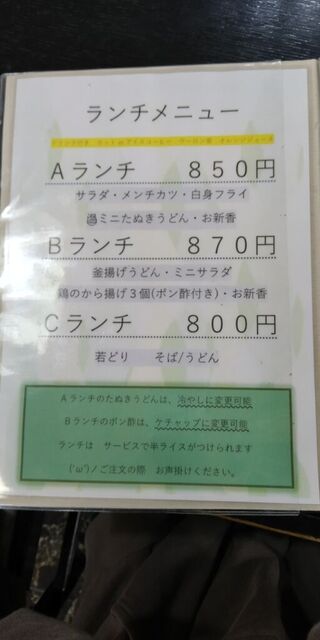 ランチメニュー
ドリンク付き ホット or アイスコーヒー・ウーロン茶・オレンジジュース
Aランチ 850円
サラダ・メンチカツ・白身フライ
温ミニたぬきうどん・お新香
Bランチ 870円
釜揚げうどん・ミニサラダ
鶏のから揚げ3個(ポン酢付き)・お新香
Cランチ 800円
若どり そば/うどん
Aランチのたぬきうどんは、冷やしに変更可能
Bランチのポン酢は、ケチャップに変更可能
ランチは サービスで半ライスがつけられます
('ω')ノご注文の際 お声掛けください。